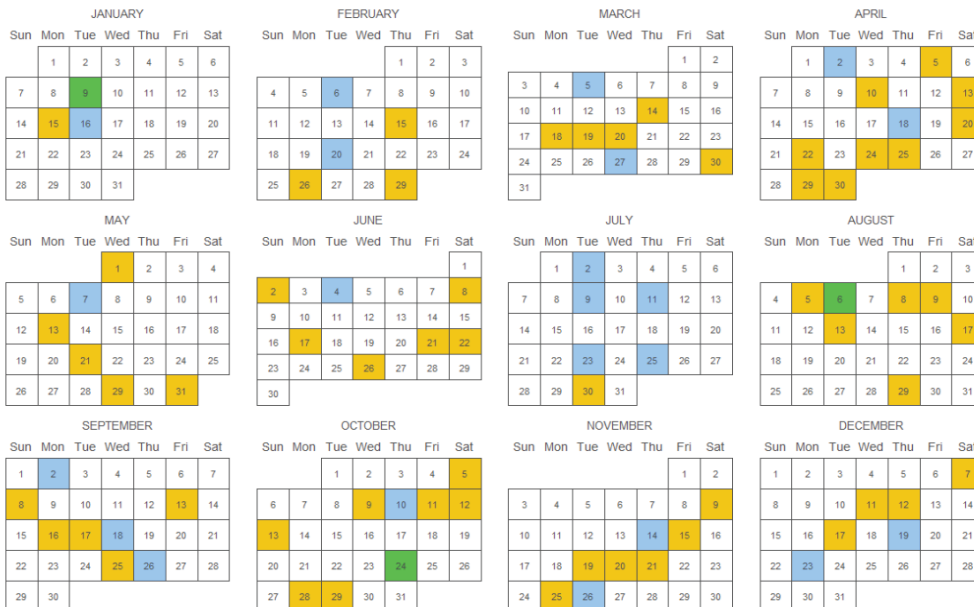 JANUARY FEBRUARY MARCH APRIL
Sun Mon Tue Wed Thu Fri Sat Sun Mon Tue Wed Thu Fri Sat Sun Mon Tue Wed Thu Fri Sat Sun Mon Tue Wed Thu Fri Sat
1 2 3 4 5 6 1 2 3 1 2 1 2 3 4 5 6
7 8 9 10 11 12 13 4 5 6 7 8 9 10 3 4 5 6 7 8 9 7 8 9 10 11 12 13
14 15 16 17 18 19 20 11 12 13 14 15 16 17 10 11 12 13 14 15 16 14 15 16 17 18 19 20
21 22 23 24 25 26 27 18 19 20 21 22 23 24 17 18 19 20 21 22 23 21 22 23 24 25 26 27
28 29 30 31 25 26 27 28 29 24 25 26 27 28 29 30 28 29 30
31
MAY JUNE JULY AUGUST
Sun Mon Tue Wed Thu Fri Sat Sun Mon Tue Wed Thu Fri Sat Sun Mon Tue Wed Thu Fri Sat Sun Mon Tue Wed Thu Fri Sat
1 2 3 4 1 1 2 3 4 5 6 1 2 3
5 6 7 8 9 10 11 2 3 4 5 6 7 8 7 8 9 10 11 12 13 4 5 6 7 8 9 10
12 13 14 15 16 17 18 9 10 11 12 13 14 15 14 15 16 17 18 19 20 11 12 13 14 15 16 17
19 20 21 22 23 24 25 16 17 18 19 20 21 22 21 22 23 24 25 26 27 18 19 20 21 22 23 24
26 27 28 29 30 31 23 24 25 26 27 28 29 28 29 30 31 25 26 27 28 29 30 31
30
SEPTEMBER OCTOBER NOVEMBER DECEMBER
Sun Mon Tue Wed Thu Fri Sat Sun Mon Tue Wed Thu Fri Sat Sun Mon Tue Wed Thu Fri Sat Sun Mon Tue Wed Thu Fri Sat
1 2 3 4 5 6 7 1 2 3 4 5 1 2 1 2 3 4 5 6 7
8 9 10 11 12 13 14 6 7 8 9 10 11 12 3 4 5 6 7 8 9 8 9 10 11 12 13 14
15 16 17 18 19 20 21 13 14 15 16 17 18 19 10 11 12 13 14 15 16 15 16 17 18 19 20 21
22 23 24 25 26 27 28 20 21 22 23 24 25 26 17 18 19 20 21 22 23 22 23 24 25 26 27 28
29 30 27 28 29 30 31 24 25 26 27 28 29 30 29 30 31